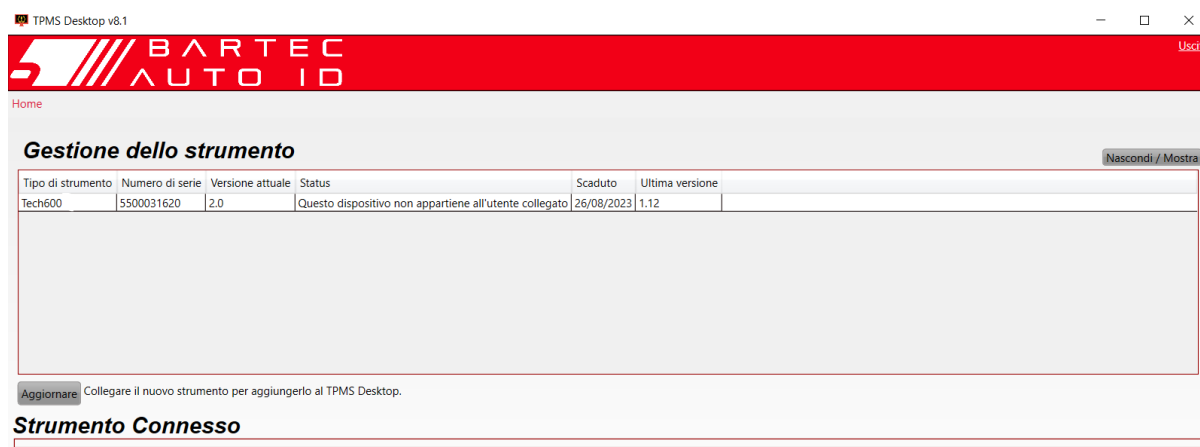 TPMS Desktop v8.1
BARTEC
AUTO ID
Usci
Home
Gestione dello strumento
Nascondi / Mostra
Tipo di strumento Numero di serie Versione attuale Status Scaduto Ultima versione
Tech600 5500031620 2.0 Questo dispositivo non appartiene all'utente collegato 26/08/2023 1.12
Aggiornare Collegare il nuovo strumento per aggiungerlo al TPMS Desktop.
Strumento Connesso